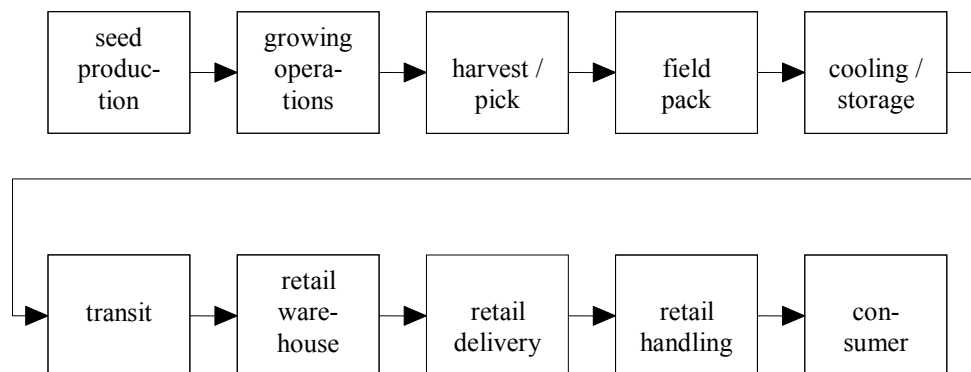 seed
produc-
tion
growing
opera-
tions
harvest /
pick
field
pack
cooling /
storage
transit
retail
ware-
house
retail
delivery
retail
handling
con-
sumer